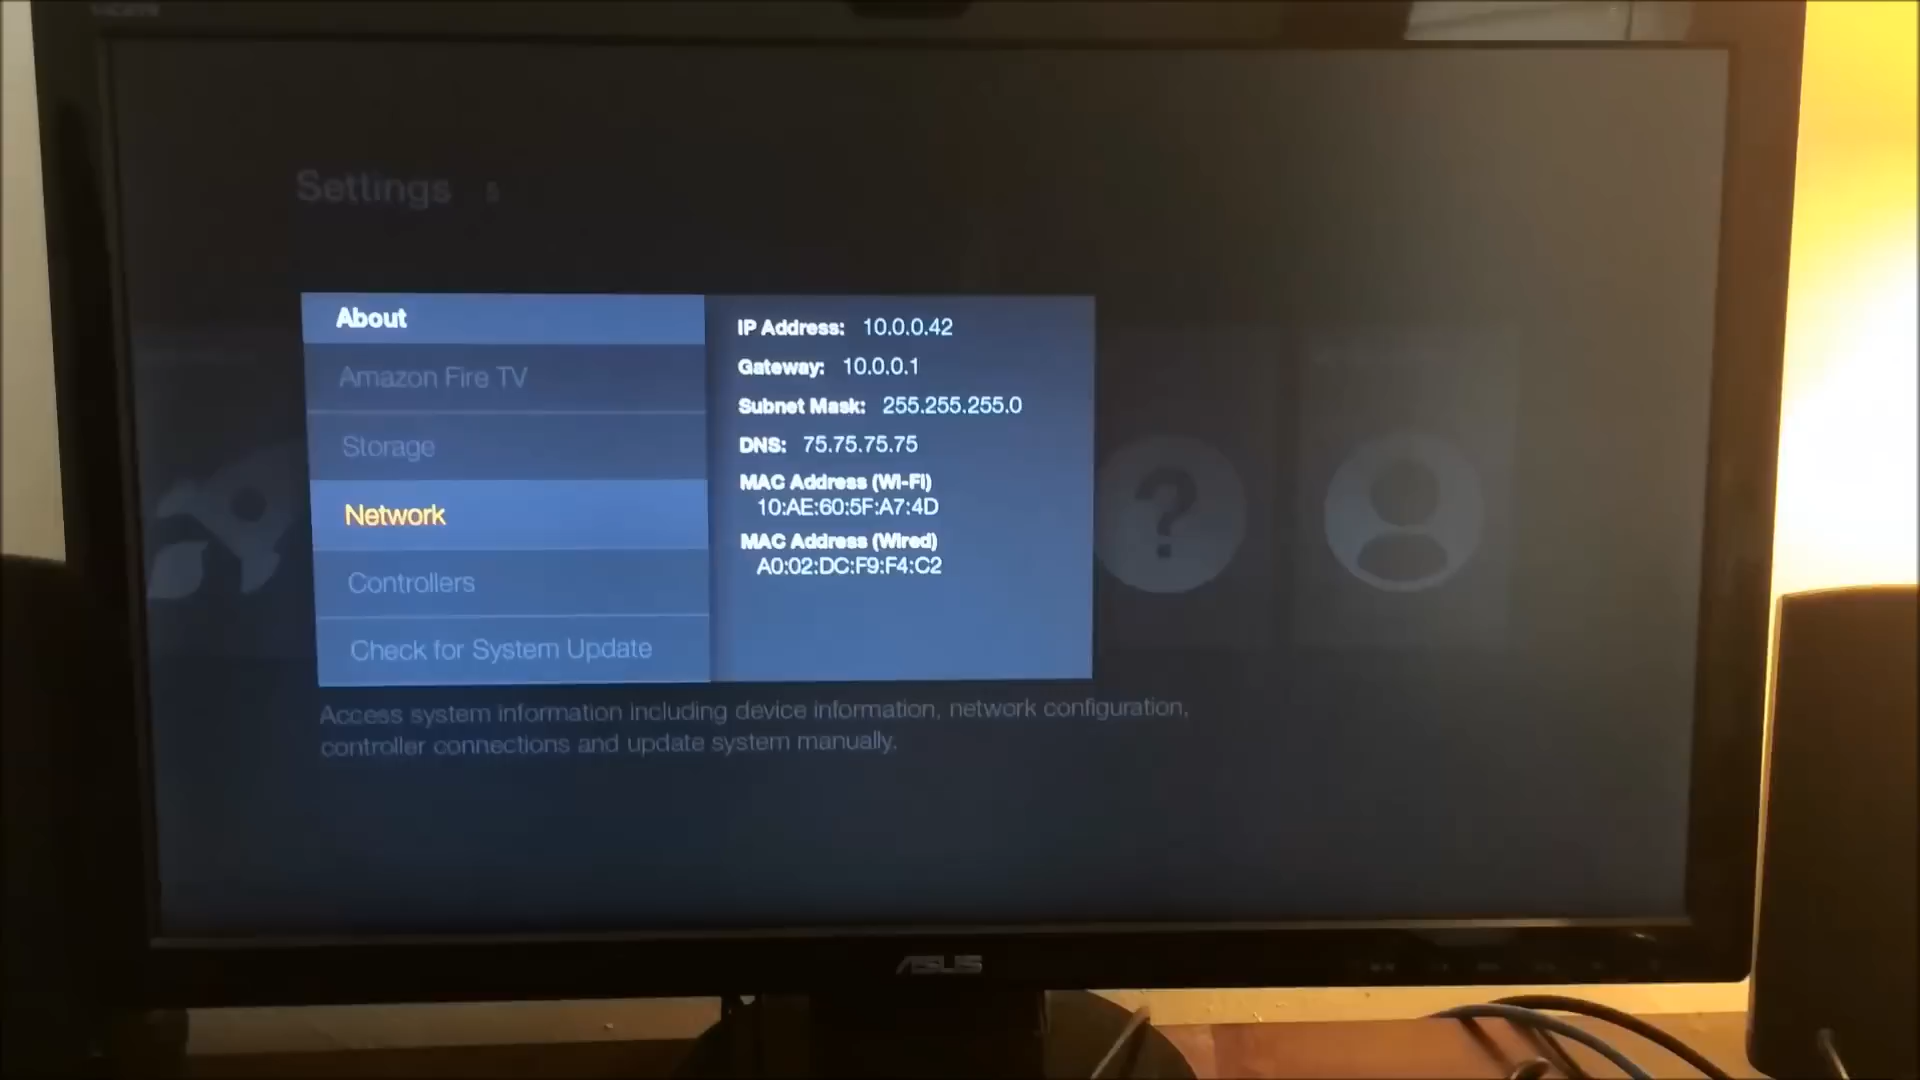 Settings
About
Amazon Fire TV
Storage
Network
Controllers
Check for System Update
IP Address: 10.0.0.42
Gateway: 10.0.0.1
Subnet Mask: 255.255.255.0
DNS: 75.75.75.75
MAC Address (Wi-Fi)
10:AE:60:5F:A7:4D
MAC Address (Wired)
A0:02:DC:F9:F4:C2
?
Access system information including device information, network configuration,
controller connections and update system manually.
ASUS